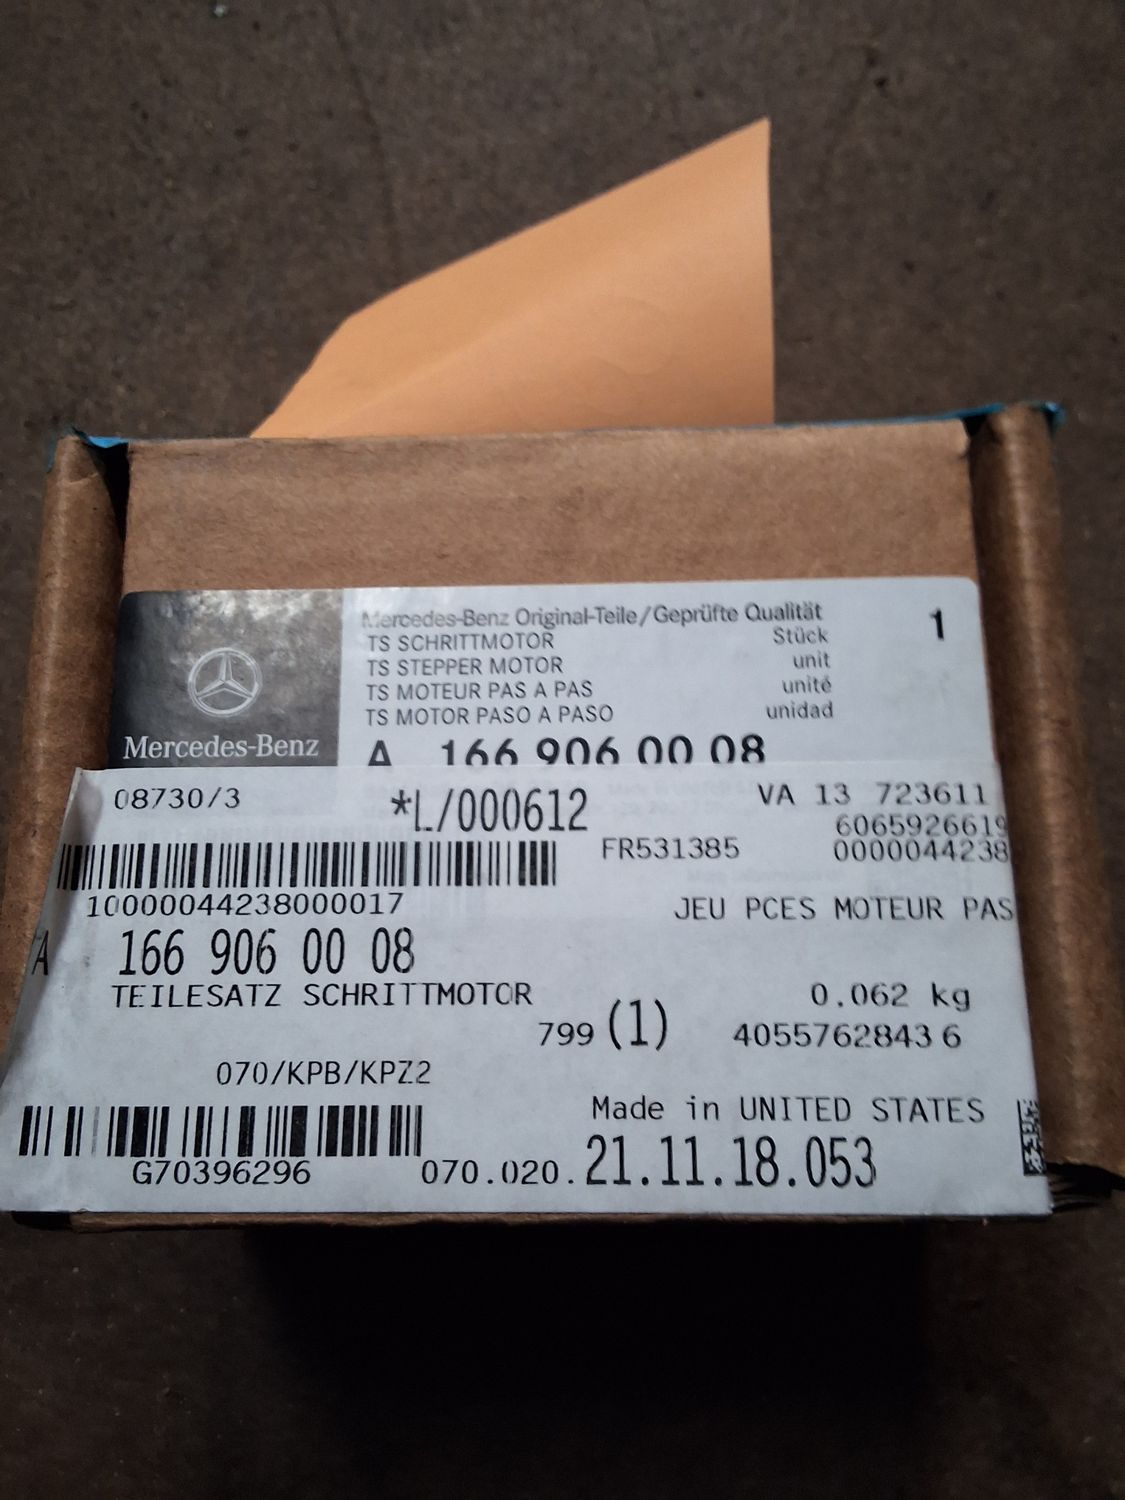 Mercedes-Benz Original-Teile/Geprüfte Qualität
TS SCHRITTMOTOR Stück 1
TS STEPPER MOTOR unit
TS MOTEUR PAS A PAS unité
TS MOTOR PASO A PASO unidad
Mercedes-Benz
A 166 906 00 08
08730/3 *L/000612 VA 13 723611
6065926619
FR531385 0000044238
10000044238000017
JEU PCES MOTEUR PAS
A 166 906 00 08
TEILESATZ SCHRITTMOTOR 0.062 kg
799 (1) 4055762843 6
070/KPB/KPZ2
Made in UNITED STATES
G70396296 070.020.21.11.18.053